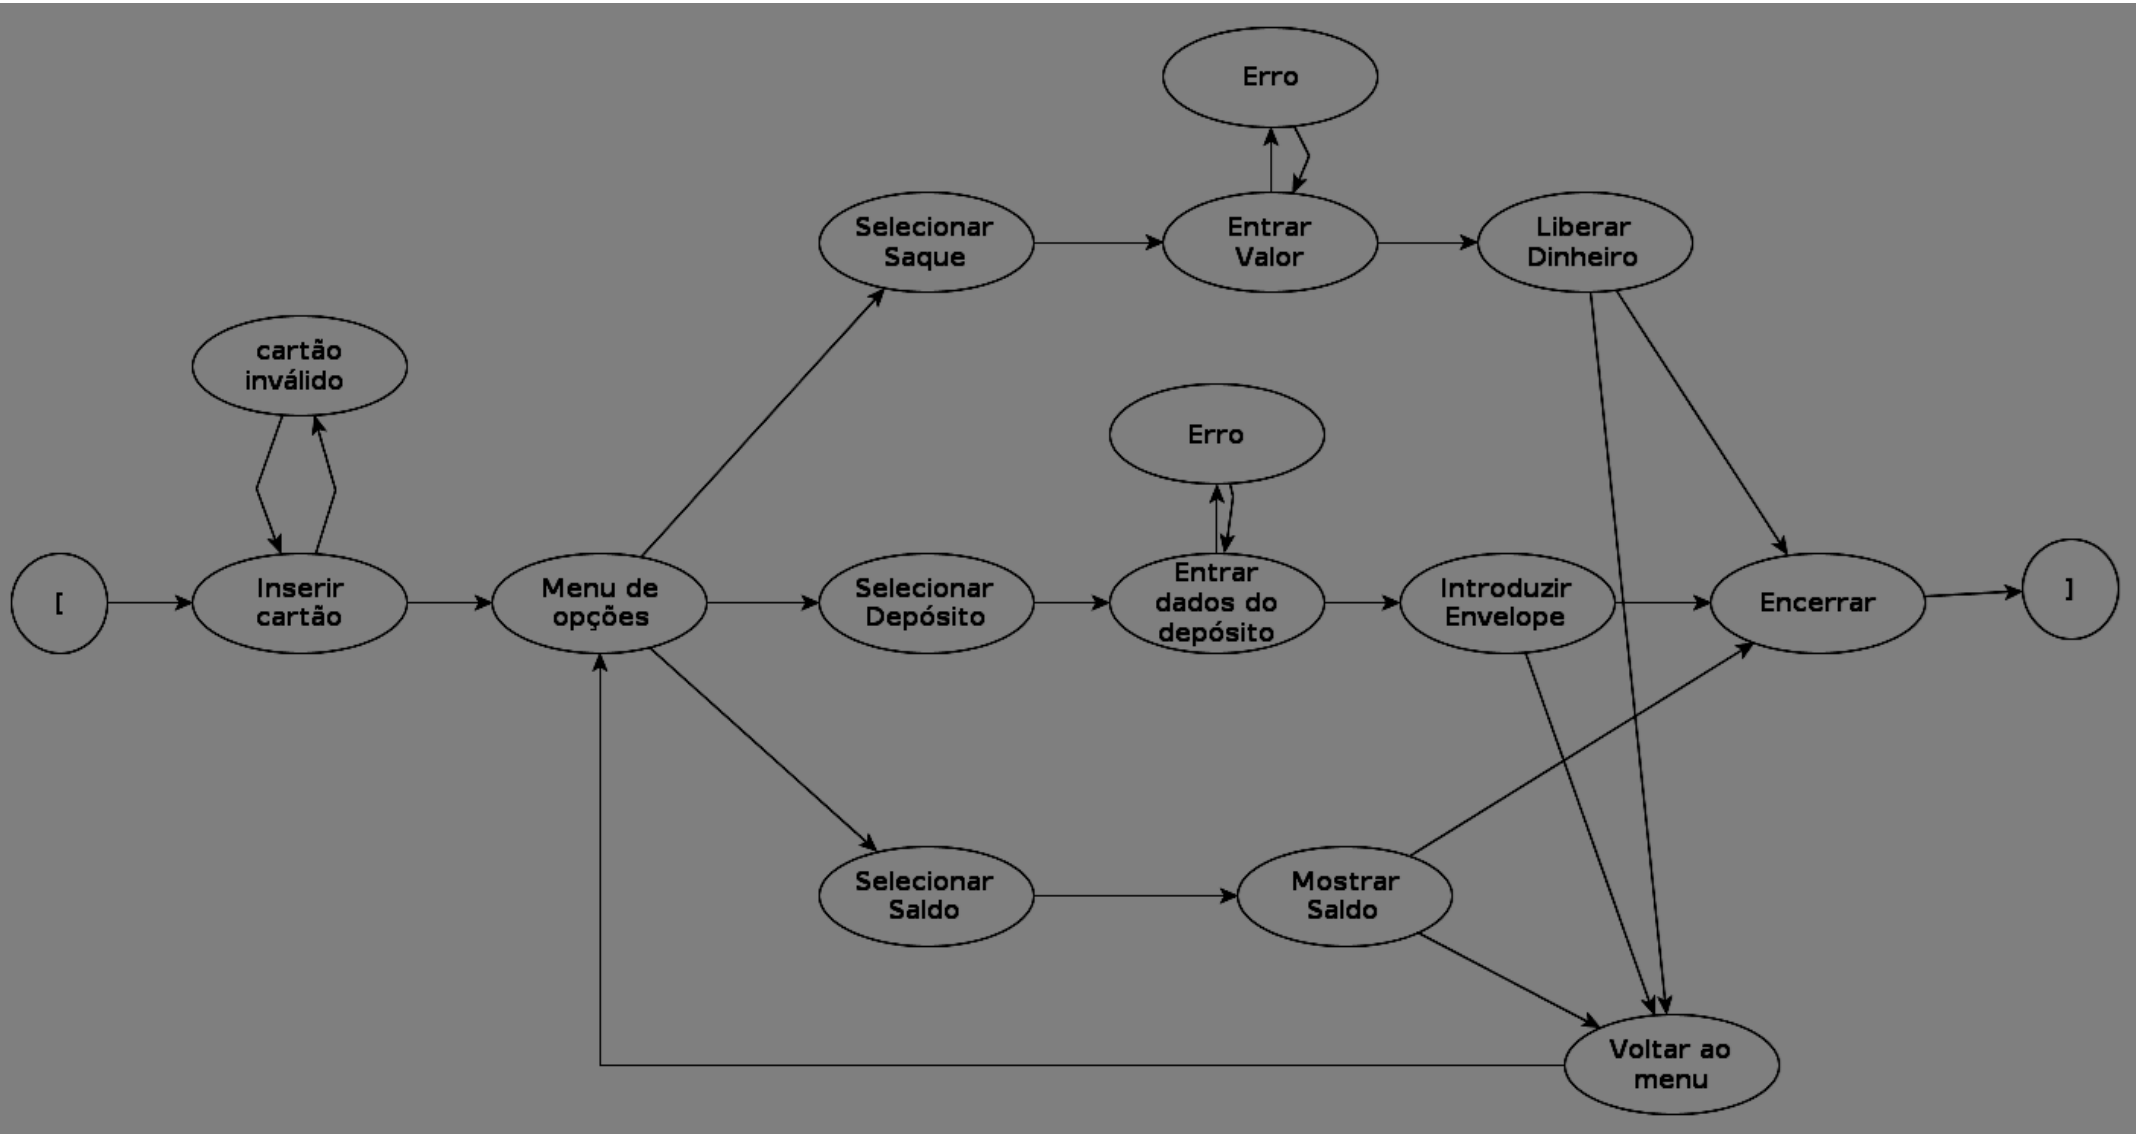 Erro
Selecionar
Saque
Entrar
Valor
Liberar
Dinheiro
cartão
inválido
Erro
[
Inserir
cartão
Menu de
opções
Selecionar
Depósito
Entrar
dados do
depósito
Introduzir
Envelope
Encerrar
]
Selecionar
Saldo
Mostrar
Saldo
Voltar ao
menu